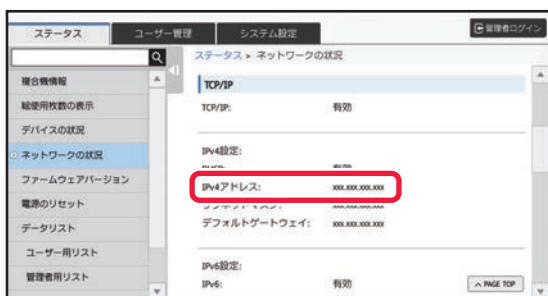 ステータス
ユーザー管理
システム設定
管理者ログイン
ステータス ▸ ネットワークの状況
複合機情報
総使用枚数の表示
デバイスの状況
ネットワークの状況
ファームウェアバージョン
電源のリセット
データリスト
ユーザー用リスト
管理者用リスト
TCP/IP
TCP/IP: 有効
IPv4設定:
IPv4アドレス: xxx.xxx.xxx.xxx
デフォルトゲートウェイ: xxx.xxx.xxx.xxx
IPv6設定:
IPv6: 有効
PAGE TOP